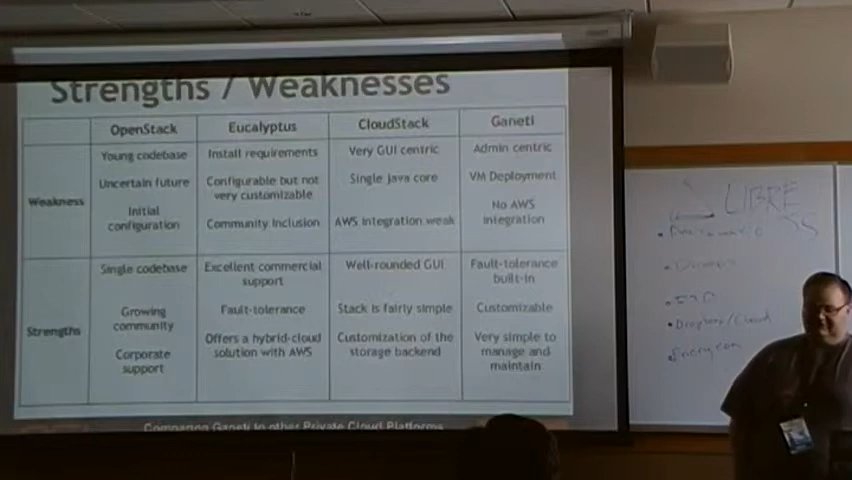 Strengths / Weaknesses
OpenStack Eucalyptus CloudStack Ganeti
Weakness
Young codebase
Uncertain future
Initial
configuration
Install requirements
Configurable but not
very customizable
Community Inclusion
Very GUI centric
Single java core
AWS integration weak
Admin centric
VM Deployment
No AWS
integration
Strengths
Single codebase
Growing
community
Corporate
support
Excellent commercial
support
Fault-tolerance
Offers a hybrid-cloud
solution with AWS
Well-rounded GUI
Stack is fairly simple
Customization of the
storage backend
Fault-tolerance
built-in
Customizable
Very simple to
manage and
maintain
Comparing Ganeti to other Private Cloud Platforms
LIBRE
SS
Dropbox/Cloud